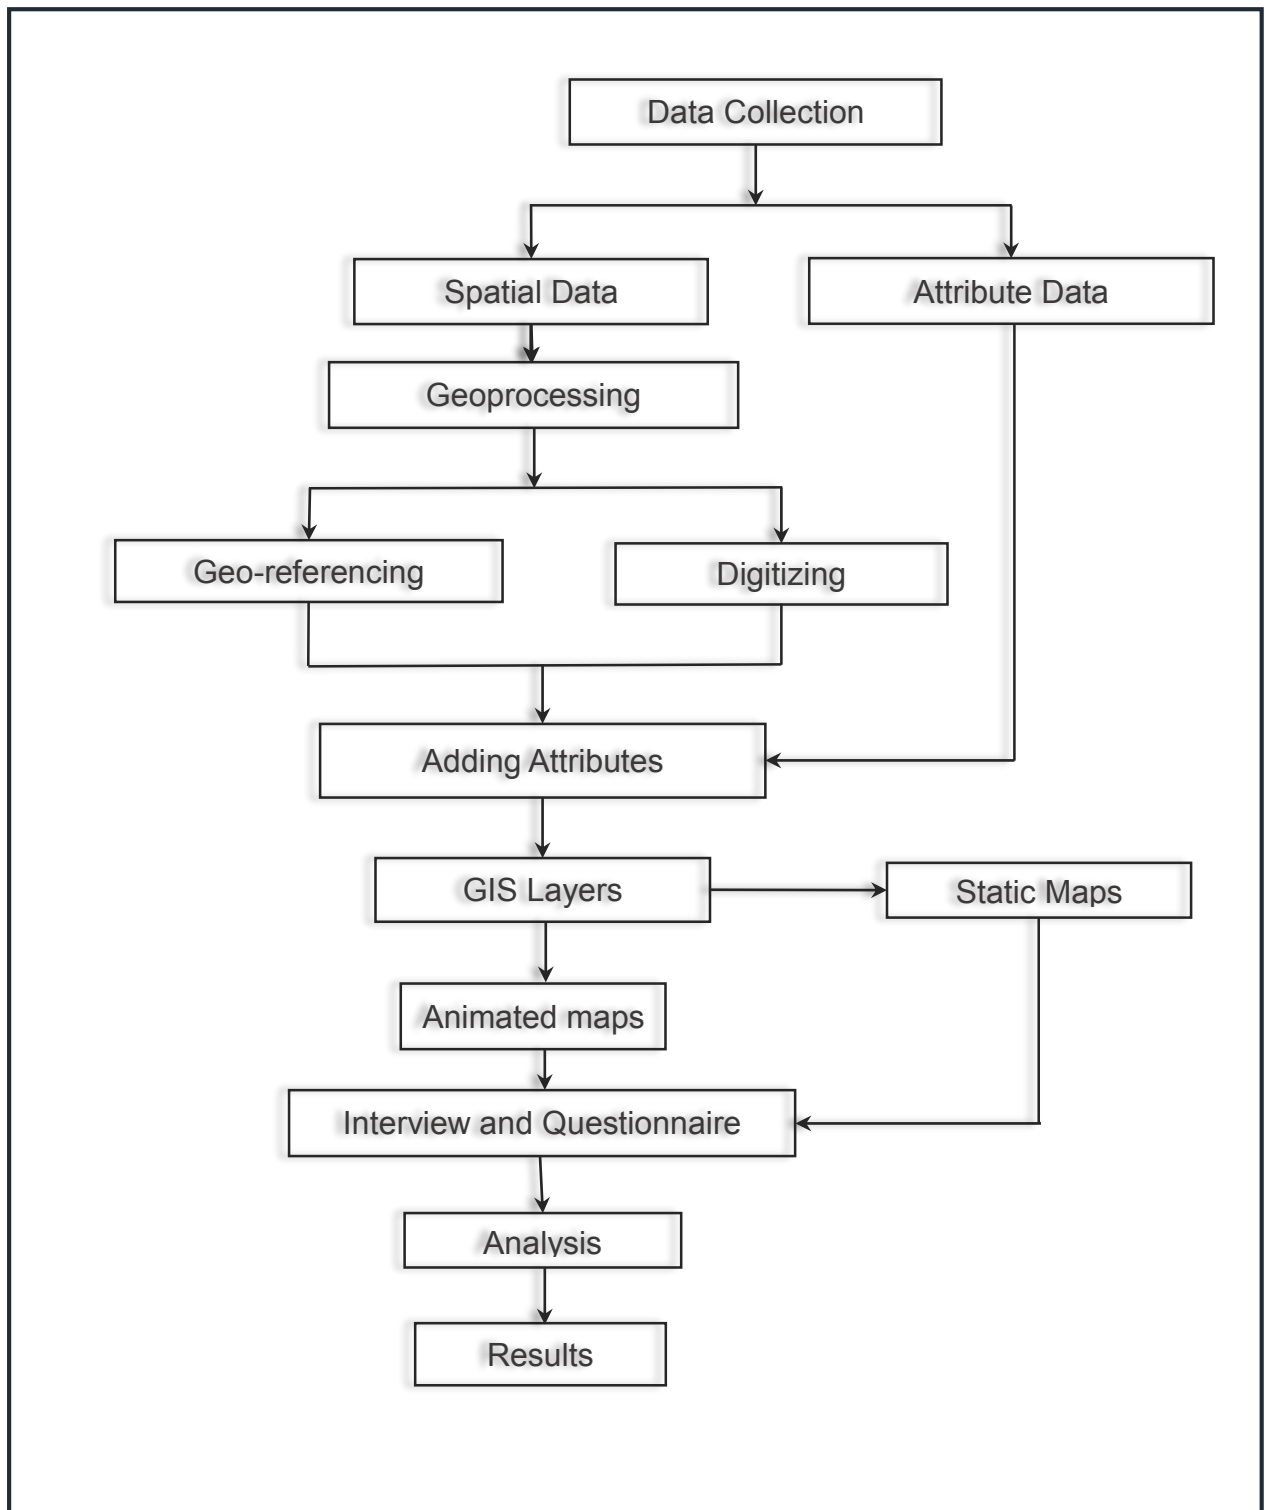 Data Collection
Spatial Data
Attribute Data
Geoprocessing
Geo-referencing
Digitizing
Adding Attributes
GIS Layers
Static Maps
Animated maps
Interview and Questionnaire
Analysis
Results